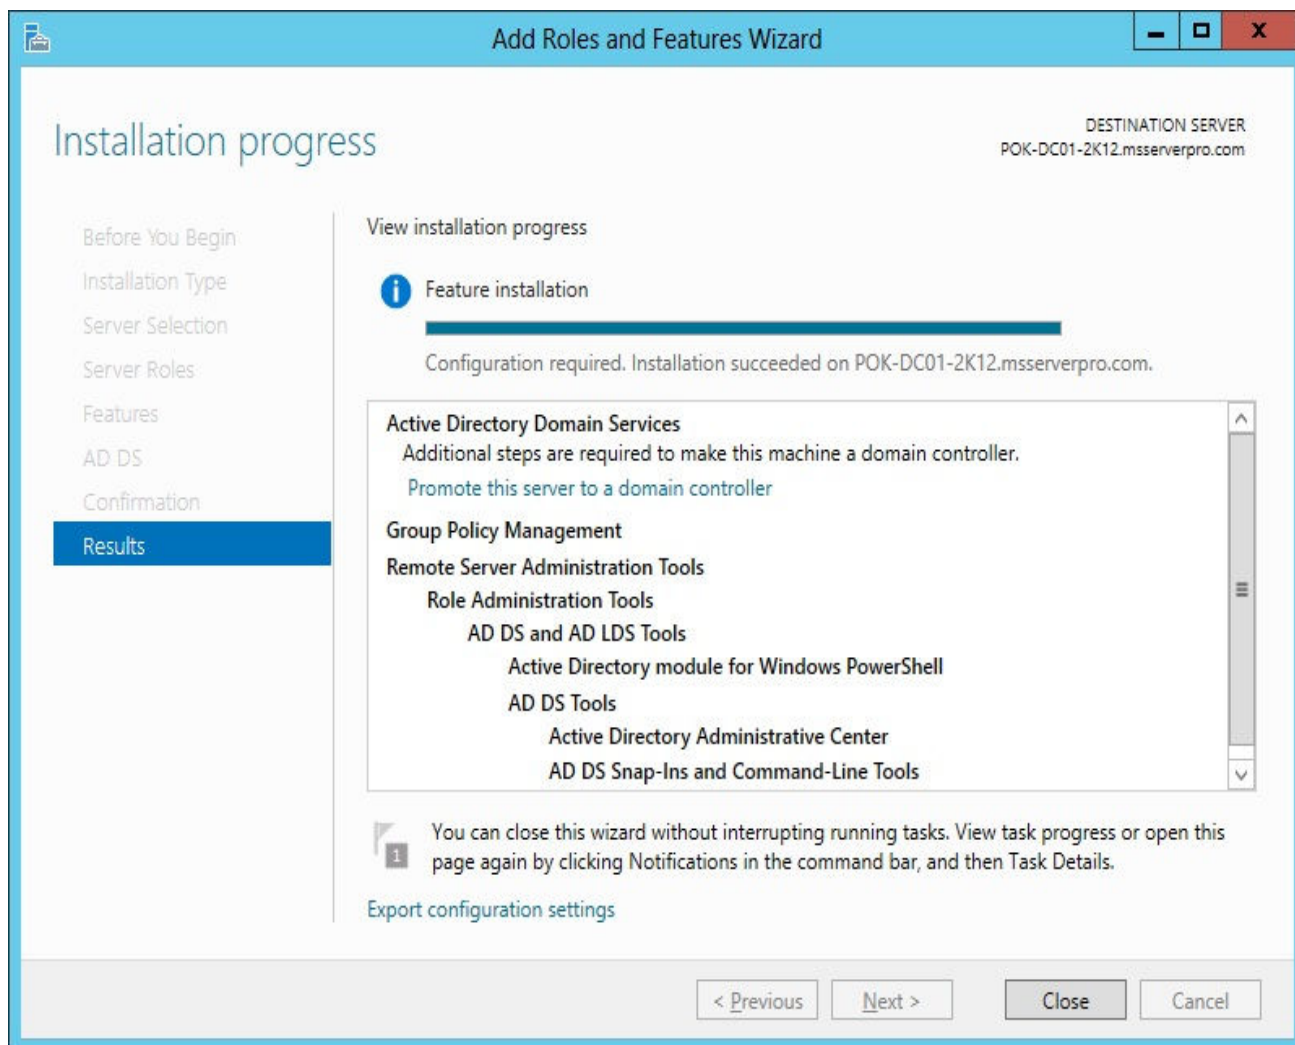 Add Roles and Features Wizard
Installation progress
DESTINATION SERVER
POK-DC01-2K12.msserverpro.com
Before You Begin
Installation Type
Server Selection
Server Roles
Features
AD DS
Confirmation
Results
View installation progress
Feature installation
Configuration required. Installation succeeded on POK-DC01-2K12.msserverpro.com.
Active Directory Domain Services
Additional steps are required to make this machine a domain controller.
Promote this server to a domain controller
Group Policy Management
Remote Server Administration Tools
Role Administration Tools
AD DS and AD LDS Tools
Active Directory module for Windows PowerShell
AD DS Tools
Active Directory Administrative Center
AD DS Snap-Ins and Command-Line Tools
1
You can close this wizard without interrupting running tasks. View task progress or open this
page again by clicking Notifications in the command bar, and then Task Details.
Export configuration settings
< Previous
Next >
Close
Cancel